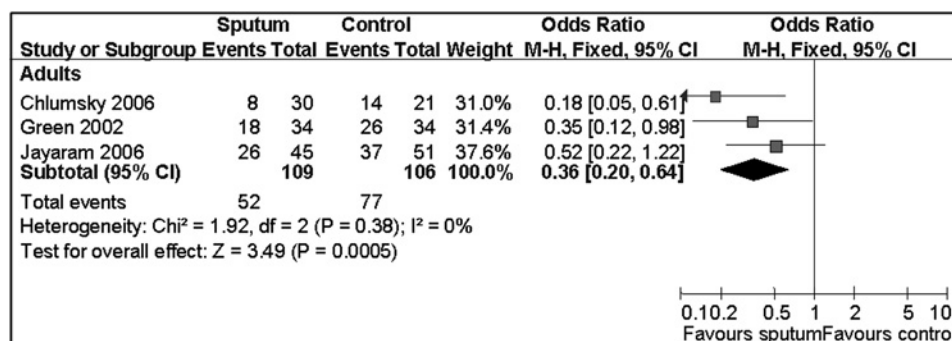 Sputum Control Odds Ratio Odds Ratio
Study or Subgroup Events Total Events Total Weight M-H, Fixed, 95% CI M-H, Fixed, 95% CI
Adults
Chlumsky 2006 8 30 14 21 31.0% 0.18 [0.05, 0.61]
Green 2002 18 34 26 34 31.4% 0.35 [0.12, 0.98]
Jayaram 2006 26 45 37 51 37.6% 0.52 [0.22, 1.22]
Subtotal (95% CI) 109 106 100.0% 0.36 [0.20, 0.64]
Total events 52 77
Heterogeneity: Chi² = 1.92, df = 2 (P = 0.38); I² = 0%
Test for overall effect: Z = 3.49 (P = 0.0005)
0.1 0.2 0.5 1 2 5 10
Favours sputum Favours control